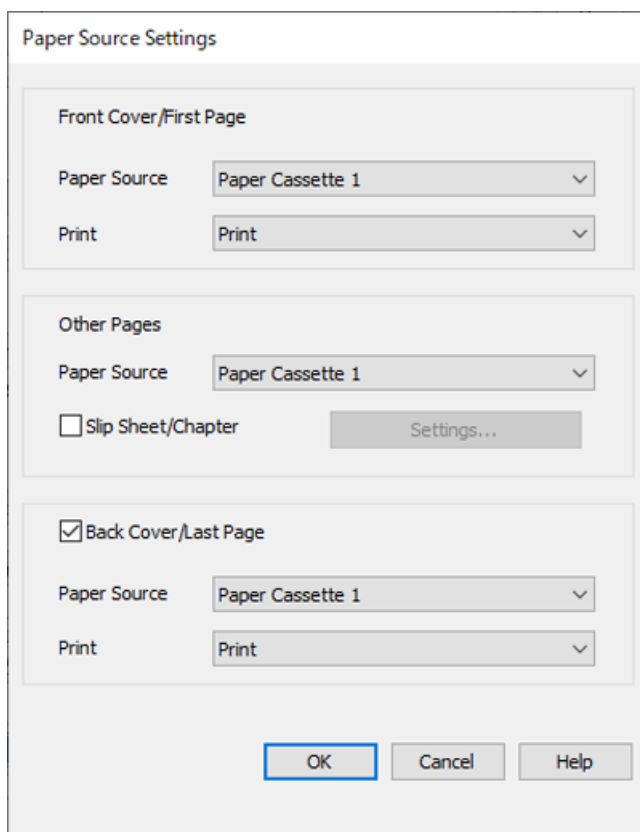 Paper Source Settings
Front Cover/First Page
Paper Source Paper Cassette 1
Print Print
Other Pages
Paper Source Paper Cassette 1
Slip Sheet/Chapter Settings...
Back Cover/Last Page
Paper Source Paper Cassette 1
Print Print
OK Cancel Help